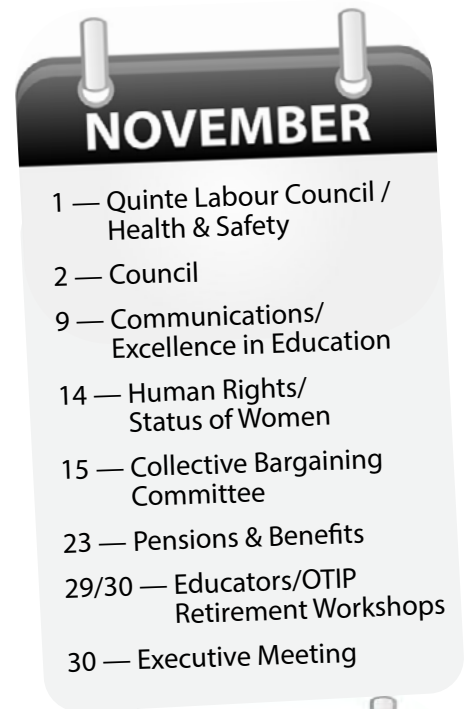 NOVEMBER
1 — Quinte Labour Council /
Health & Safety
2 — Council
9 — Communications/
Excellence in Education
14 — Human Rights/
Status of Women
15 — Collective Bargaining
Committee
23 — Pensions & Benefits
29/30 — Educators/OTIP
Retirement Workshops
30 — Executive Meeting